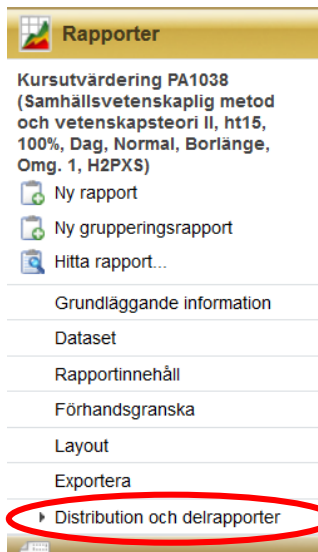 Rapporter
Kursutvärdering PA1038
(Samhällsvetenskaplig metod
och vetenskapsteori II, ht15,
100%, Dag, Normal, Borlänge,
Omg. 1, H2PXS)
Ny rapport
Ny grupperingsrapport
Hitta rapport...
Grundläggande information
Dataset
Rapportinnehåll
Förhandsgranska
Layout
Exportera
Distribution och delrapporter